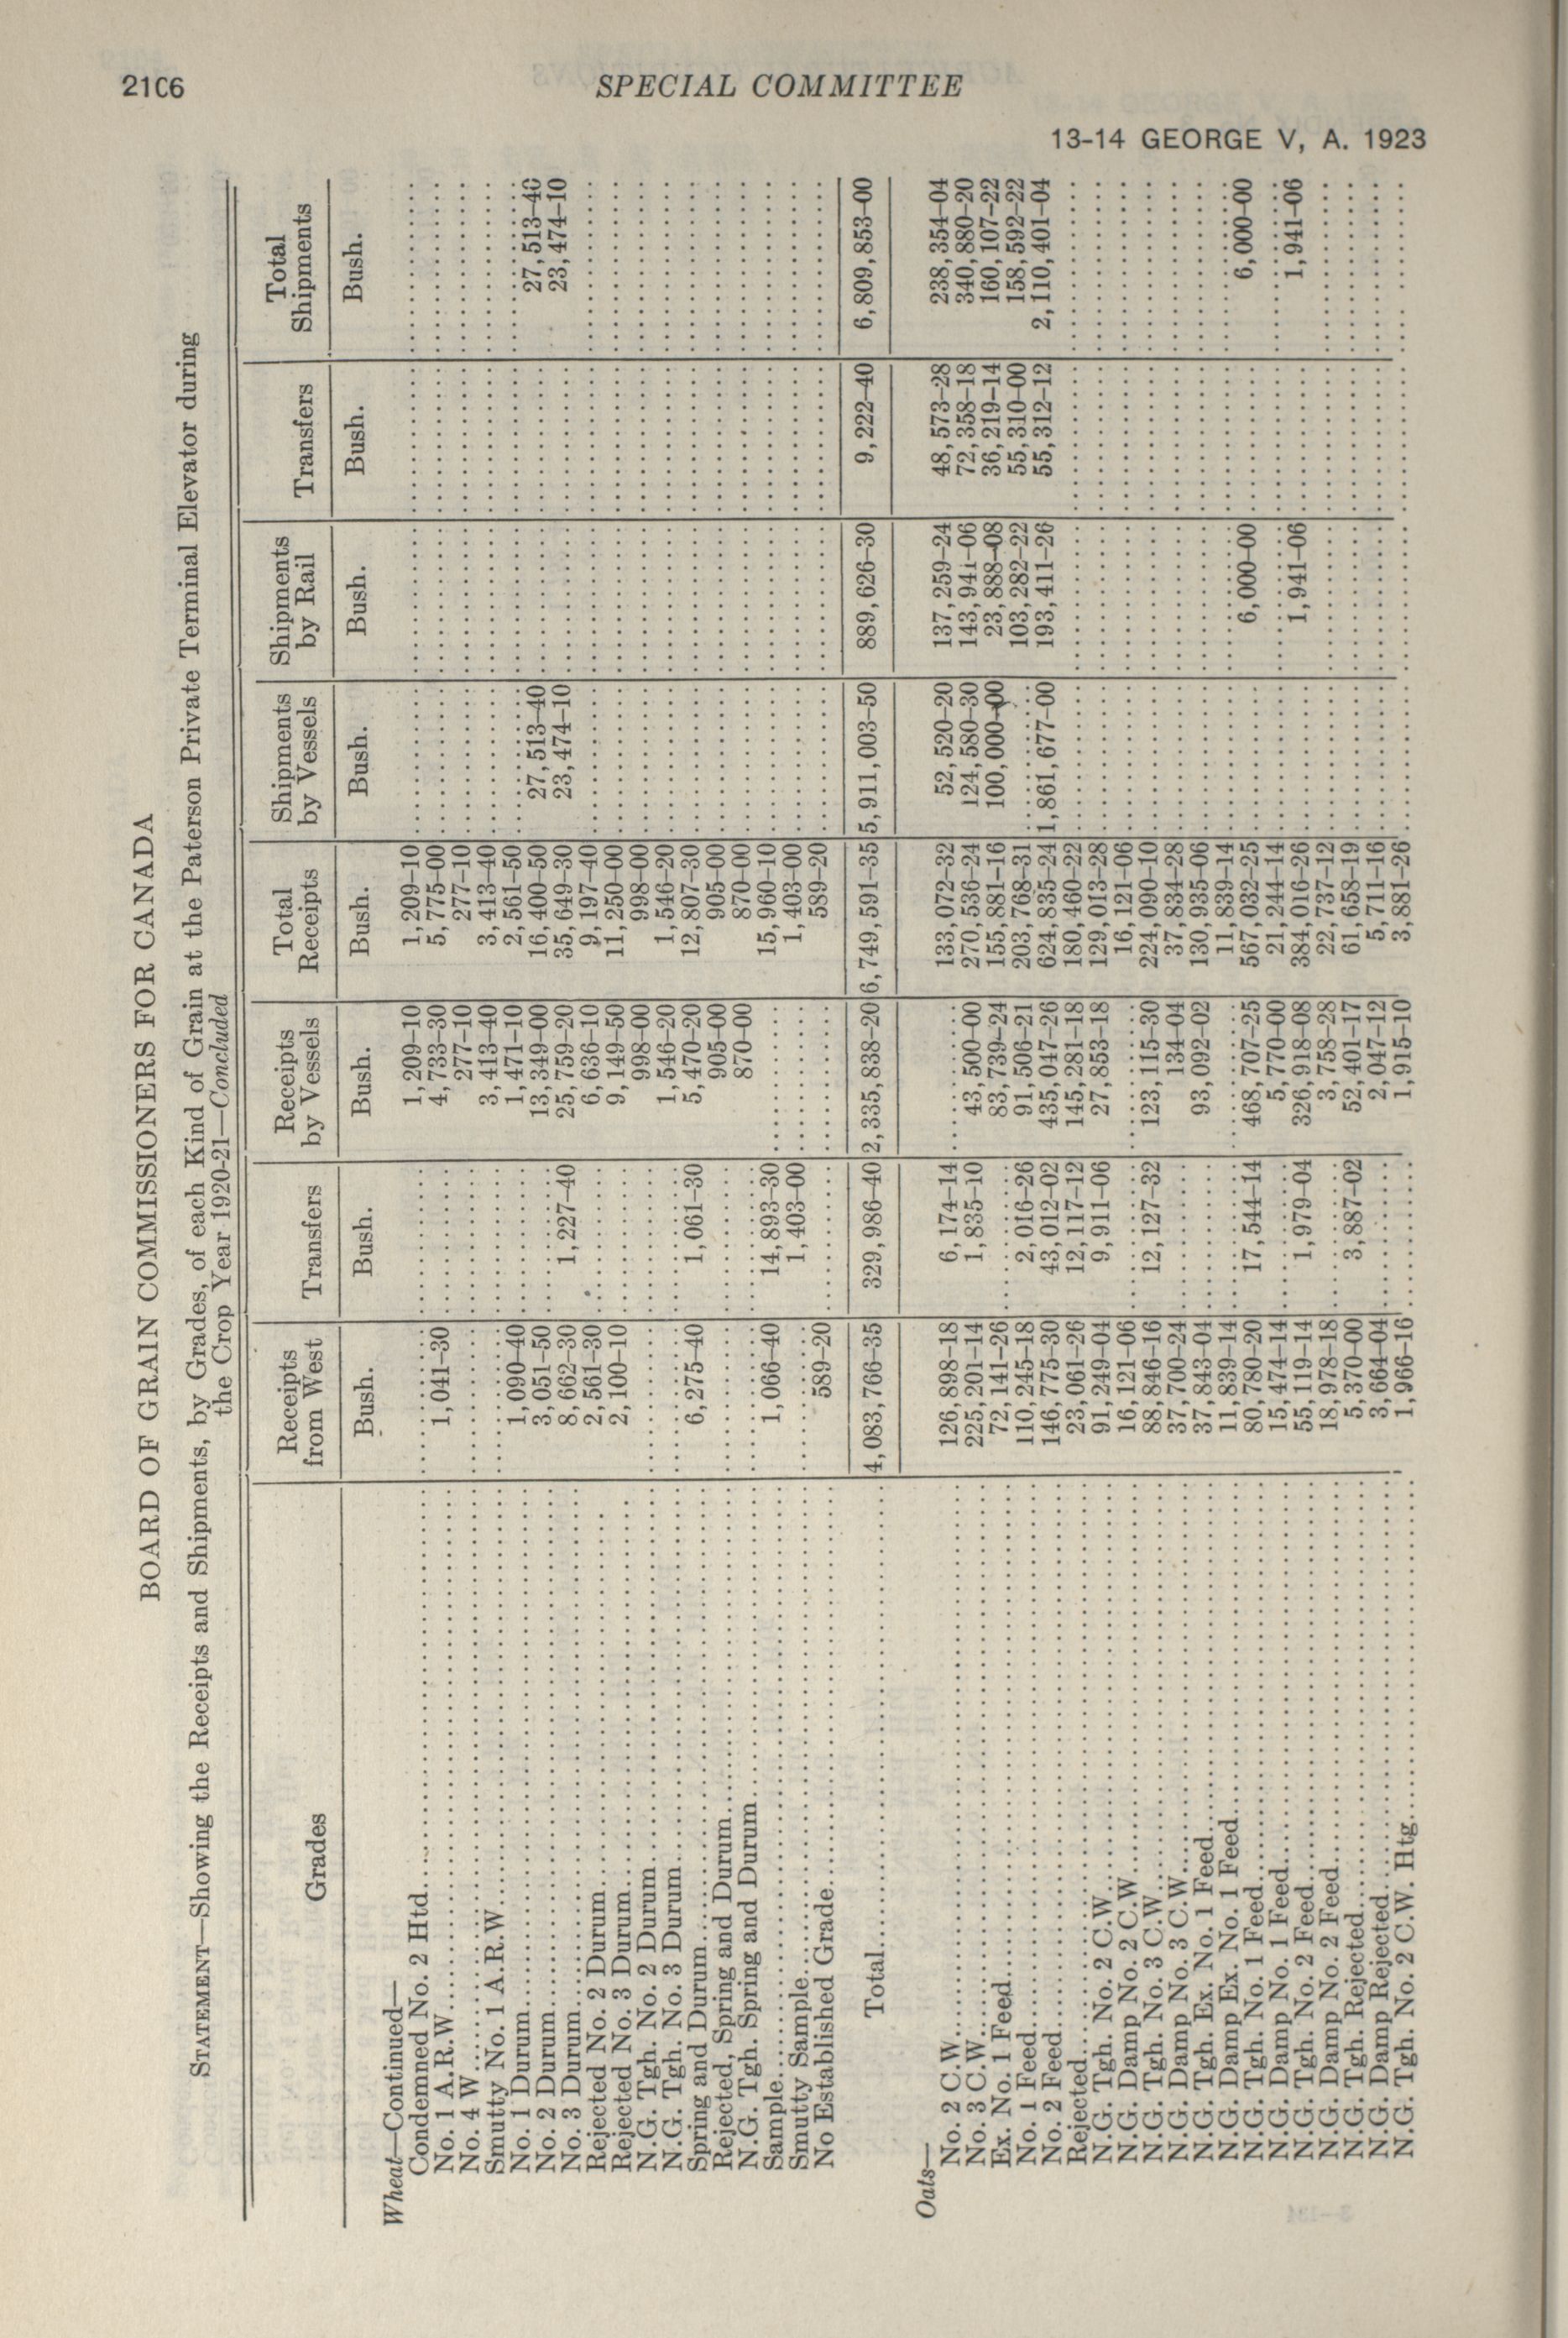 21C6
SPECIAL COMMITTEE
13-14 GEORGE V, A. 1923
BOARD OF GRAIN COMMISSIONERS FOR CANADA
STATEMENT—Showing the Receipts and Shipments, by Grades, of each Kind of Grain at the Paterson Private Terminal Elevator during
the Crop Year 1920-21—Concluded
Grades | Receipts from West | Transfers | Receipts by Vessels | Total Receipts | Shipments by Vessels | Shipments by Rail | Transfers | Total Shipments
Bush. Bush. Bush. Bush. Bush. Bush. Bush. Bush.
Wheat—Continued—
Condemned No. 2 Htd. 1,209–10 1,209–10
No. 1 A.R.W. 1,041–30 4,733–30 5,775–00
No. 4 W 277–10 277–10
Smutty No. 1 A.R.W. 3,413–40 3,413–40
No. 1 Durum 1,090–40 1,471–10 2,561–50
No. 2 Durum 3,051–50 13,349–00 16,400–50 27,513–40 27,513–40
No. 3 Durum 8,662–30 1,227–40 25,759–20 35,649–30 23,474–10 23,474–10
Rejected No. 2 Durum 2,561–30 6,636–10 9,197–40
Rejected No. 3 Durum 2,100–10 9,149–50 11,250–00
N.G. Tgh. No. 2 Durum 998–00 998–00
N.G. Tgh. No. 3 Durum 1,546–20 1,546–20
Spring and Durum 6,275–40 1,061–30 5,470–20 12,807–30
Rejected, Spring and Durum 905–00 905–00
N.G. Tgh. Spring and Durum 870–00 870–00
Sample 1,066–40 14,893–30 15,960–10
Smutty Sample 1,403–00 1,403–00
No Established Grade 589–20 589–20
Total 4,083,766–35 329,986–40 2,335,838–20 6,749,591–35 5,911,003–50 889,626–30 9,222–40 6,809,853–00
Oats—
No. 2 C.W. 126,898–18 6,174–14 133,072–32 52,520–20 137,259–24 48,573–28 238,354–04
No. 3 C.W. 225,201–14 1,835–10 43,500–00 270,536–24 124,580–30 143,941–06 72,358–18 340,880–20
Ex. No. 1 Feed 72,141–26 83,739–24 155,881–16 100,000–00 23,888–08 36,219–14 160,107–22
No. 1 Feed 110,245–18 2,016–26 91,506–21 203,768–31 103,282–22 55,310–00 158,592–22
No. 2 Feed 146,775–30 43,012–02 435,047–26 624,835–24 1,861,677–00 193,411–26 55,312–12 2,110,401–04
Rejected 23,061–26 12,117–12 145,281–18 180,460–22
N.G. Tgh. No. 2 C.W. 91,249–04 9,911–06 27,853–18 129,013–28
N.G. Damp No. 2 C.W. 16,121–06 16,121–06
N.G. Tgh. No. 3 C.W. 88,846–16 12,127–32 123,115–30 224,090–10
N.G. Damp No. 3 C.W. 37,700–24 134–04 37,834–28
N.G. Tgh. Ex. No. 1 Feed 37,843–04 93,092–02 130,935–06
N.G. Damp Ex. No. 1 Feed 11,839–14 11,839–14
N.G. Tgh. No. 1 Feed 80,780–20 17,544–14 468,707–25 567,032–25 6,000–00 6,000–00
N.G. Damp No. 1 Feed 15,474–14 5,770–00 21,244–14
N.G. Tgh. No. 2 Feed 55,119–14 1,979–04 326,918–08 384,016–26 1,941–06 1,941–06
N.G. Damp No. 2 Feed 18,978–18 3,758–28 22,737–12
N.G. Tgh. Rejected 5,370–00 3,887–02 52,401–17 61,658–19
N.G. Damp Rejected 3,664–04 2,047–12 5,711–16
N.G. Tgh. No. 2 C.W. Htg. 1,966–16 1,915–10 3,881–26